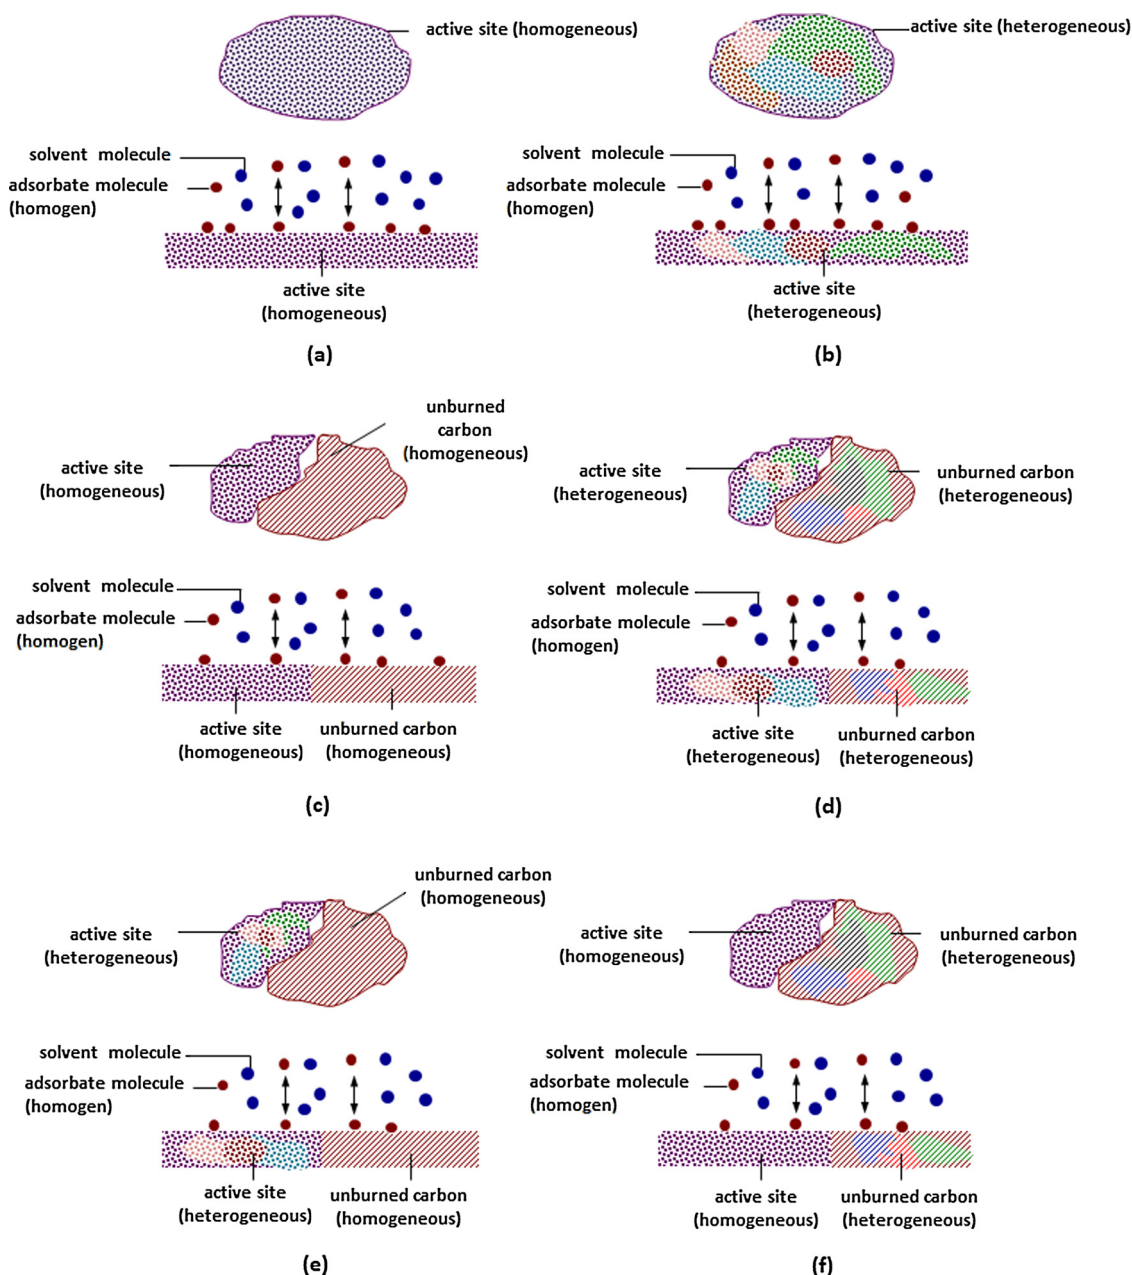 active site (homogeneous)
solvent molecule
adsorbate molecule
(homogen)
active site
(homogeneous)
(a)
active site (heterogeneous)
solvent molecule
adsorbate molecule
(homogen)
active site
(heterogeneous)
(b)
unburned
carbon
(homogeneous)
active site
(homogeneous)
solvent molecule
adsorbate molecule
(homogen)
active site
(homogeneous)
unburned carbon
(homogeneous)
(c)
active site
(heterogeneous)
unburned carbon
(heterogeneous)
solvent molecule
adsorbate molecule
(homogen)
active site
(heterogeneous)
unburned carbon
(heterogeneous)
(d)
unburned carbon
(homogeneous)
active site
(heterogeneous)
solvent molecule
adsorbate molecule
(homogen)
active site
(heterogeneous)
unburned carbon
(homogeneous)
(e)
active site
(homogeneous)
unburned carbon
(heterogeneous)
solvent molecule
adsorbate molecule
(homogen)
active site
(homogeneous)
unburned carbon
(heterogeneous)
(f)